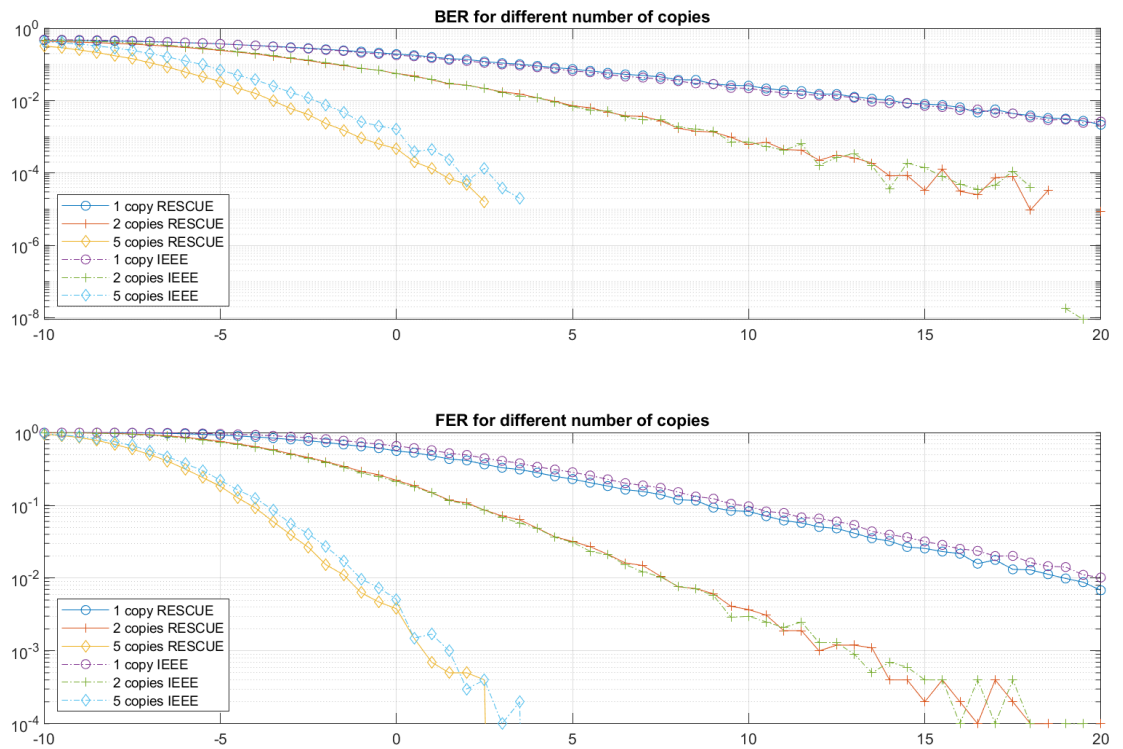 BER for different number of copies
10^0
10^-2
10^-4
10^-6
10^-8
1 copy RESCUE
2 copies RESCUE
5 copies RESCUE
1 copy IEEE
2 copies IEEE
5 copies IEEE
-10 -5 0 5 10 15 20
FER for different number of copies
10^0
10^-1
10^-2
10^-3
10^-4
1 copy RESCUE
2 copies RESCUE
5 copies RESCUE
1 copy IEEE
2 copies IEEE
5 copies IEEE
-10 -5 0 5 10 15 20